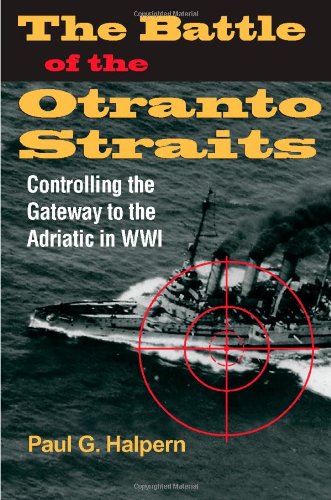 The Battle
of the
Otranto
Straits
Controlling the
Gateway to the
Adriatic in WWI
Paul G. Halpern